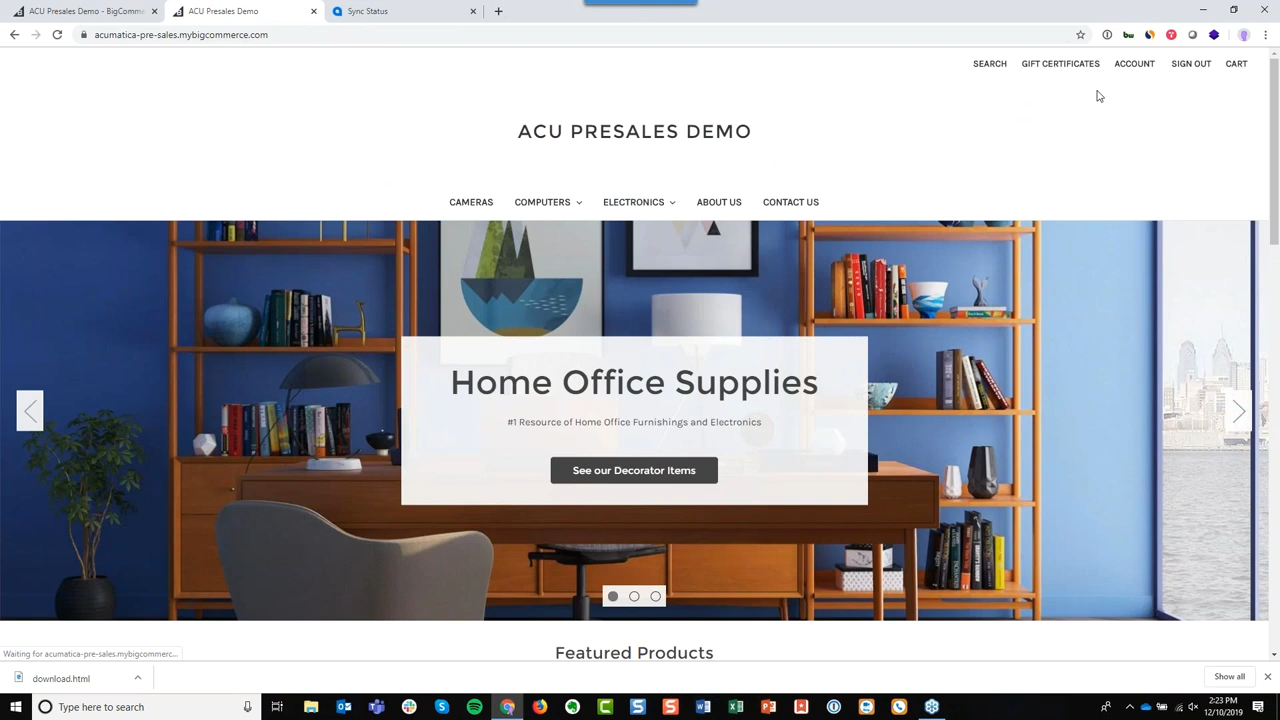 ACU Presales Demo - BigComme
ACU Presales Demo
Sync Status
acumatica-pre-sales.mybigcommerce.com
SEARCH GIFT CERTIFICATES ACCOUNT SIGN OUT CART
ACU PRESALES DEMO
CAMERAS COMPUTERS ELECTRONICS ABOUT US CONTACT US
Home Office Supplies
#1 Resource of Home Office Furnishings and Electronics
See our Decorator Items
Featured Products
Waiting for acumatica-pre-sales.mybigcommerc...
download.html
Show all
Type here to search
2:23 PM
12/10/2019